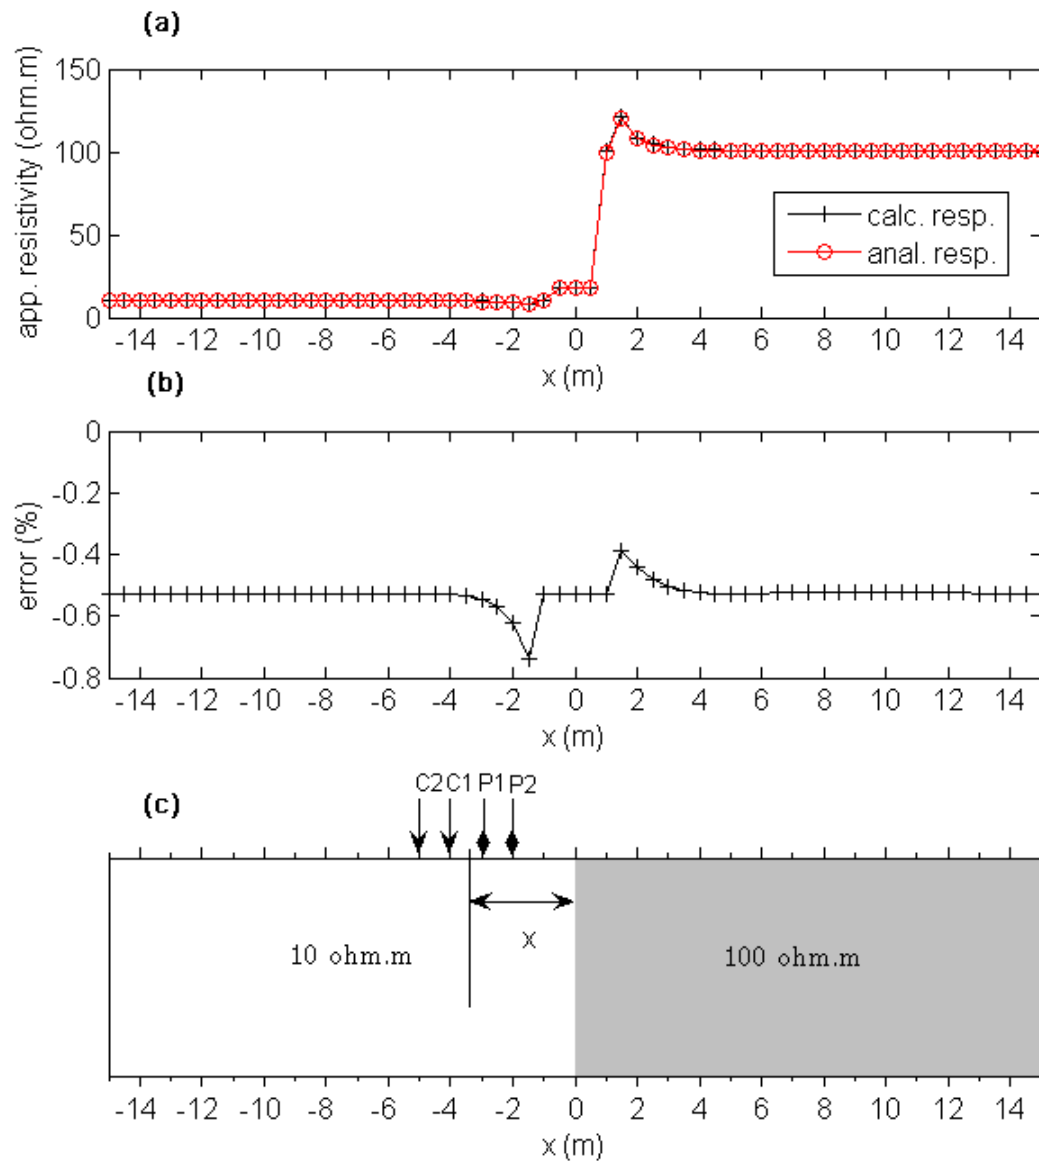 (a)
app. resistivity (ohm.m)
150
100
50
0
calc. resp.
anal. resp.
-14 -12 -10 -8 -6 -4 -2 0 2 4 6 8 10 12 14
x (m)
(b)
error (%)
0
-0.2
-0.4
-0.6
-0.8
-14 -12 -10 -8 -6 -4 -2 0 2 4 6 8 10 12 14
x (m)
(c)
C2 C1 P1 P2
X
10 ohm.m
100 ohm.m
-14 -12 -10 -8 -6 -4 -2 0 2 4 6 8 10 12 14
x (m)